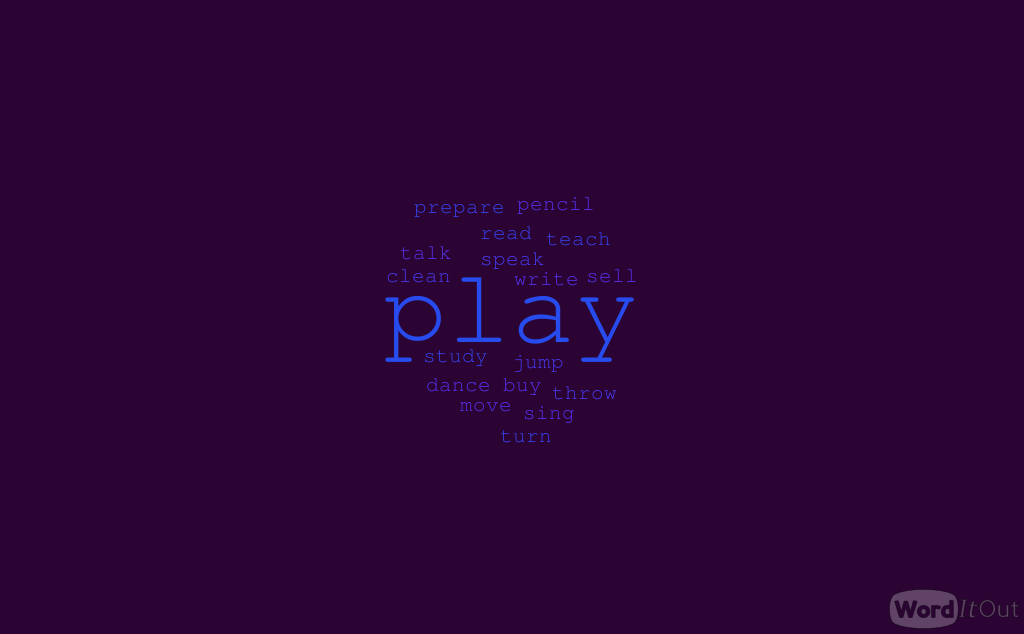 prepare pencil
read teach
talk speak
clean write sell
play
study jump
dance buy throw
move sing
turn
WordItOut